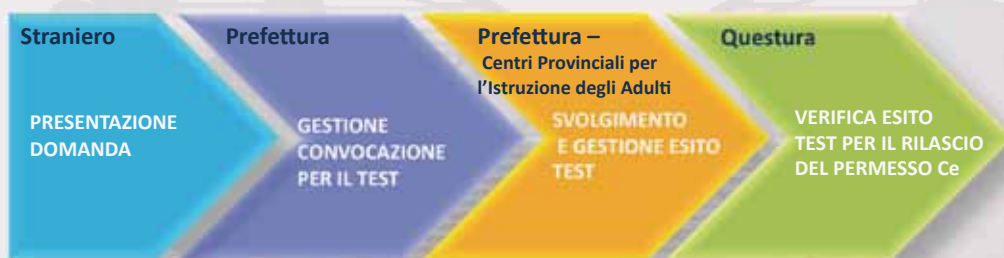 Straniero
PRESENTAZIONE
DOMANDA
Prefettura
GESTIONE
CONVOCAZIONE
PER IL TEST
Prefettura –
Centri Provinciali per
l’Istruzione degli Adulti
SVOLGIMENTO
E GESTIONE ESITO
TEST
Questura
VERIFICA ESITO
TEST PER IL RILASCIO
DEL PERMESSO Ce